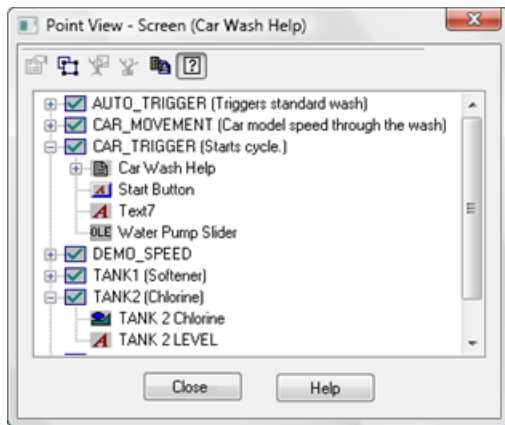 Point View - Screen (Car Wash Help)
AUTO_TRIGGER (Triggers standard wash)
CAR_MOVEMENT (Car model speed through the wash)
CAR_TRIGGER (Starts cycle.)
Car Wash Help
Start Button
A Text7
OLE Water Pump Slider
DEMO_SPEED
TANK1 (Softener)
TANK2 (Chlorine)
TANK 2 Chlorine
A TANK 2 LEVEL
Close Help